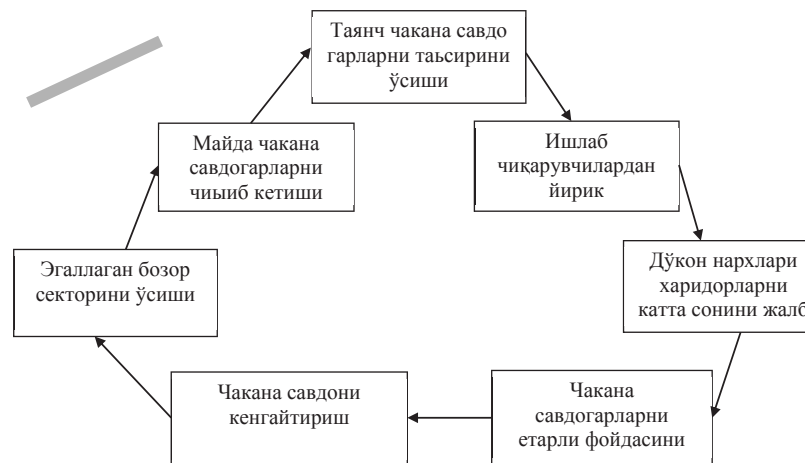 Таянч чакана савдо
гарларни таьсирини
ўсиши
Майда чакана
савдогарларни
чиыиб кетиши
Ишлаб
чиқарувчилардан
йирик
Эгаллаган бозор
секторини ўсиши
Дўкон нархлари
харидорларни
катта сонини жалб
Чакана савдони
кенгайтириш
Чакана
савдогарларни
етарли фойдасини